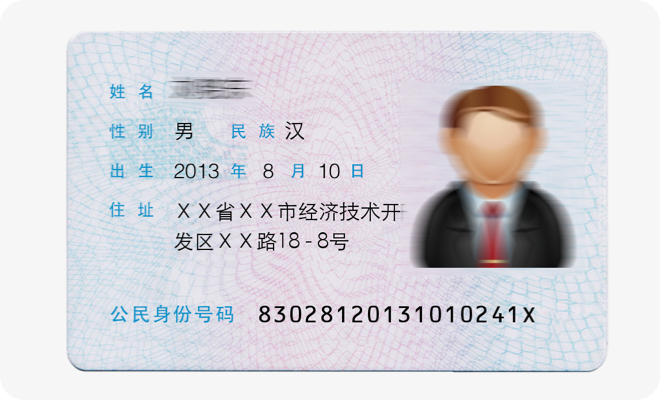 姓名
性别 男 民族 汉
出生 2013 年 8 月 10 日
住址 ＸＸ省ＸＸ市经济技术开
发区ＸＸ路18-8号
公民身份号码 83028120131010241X